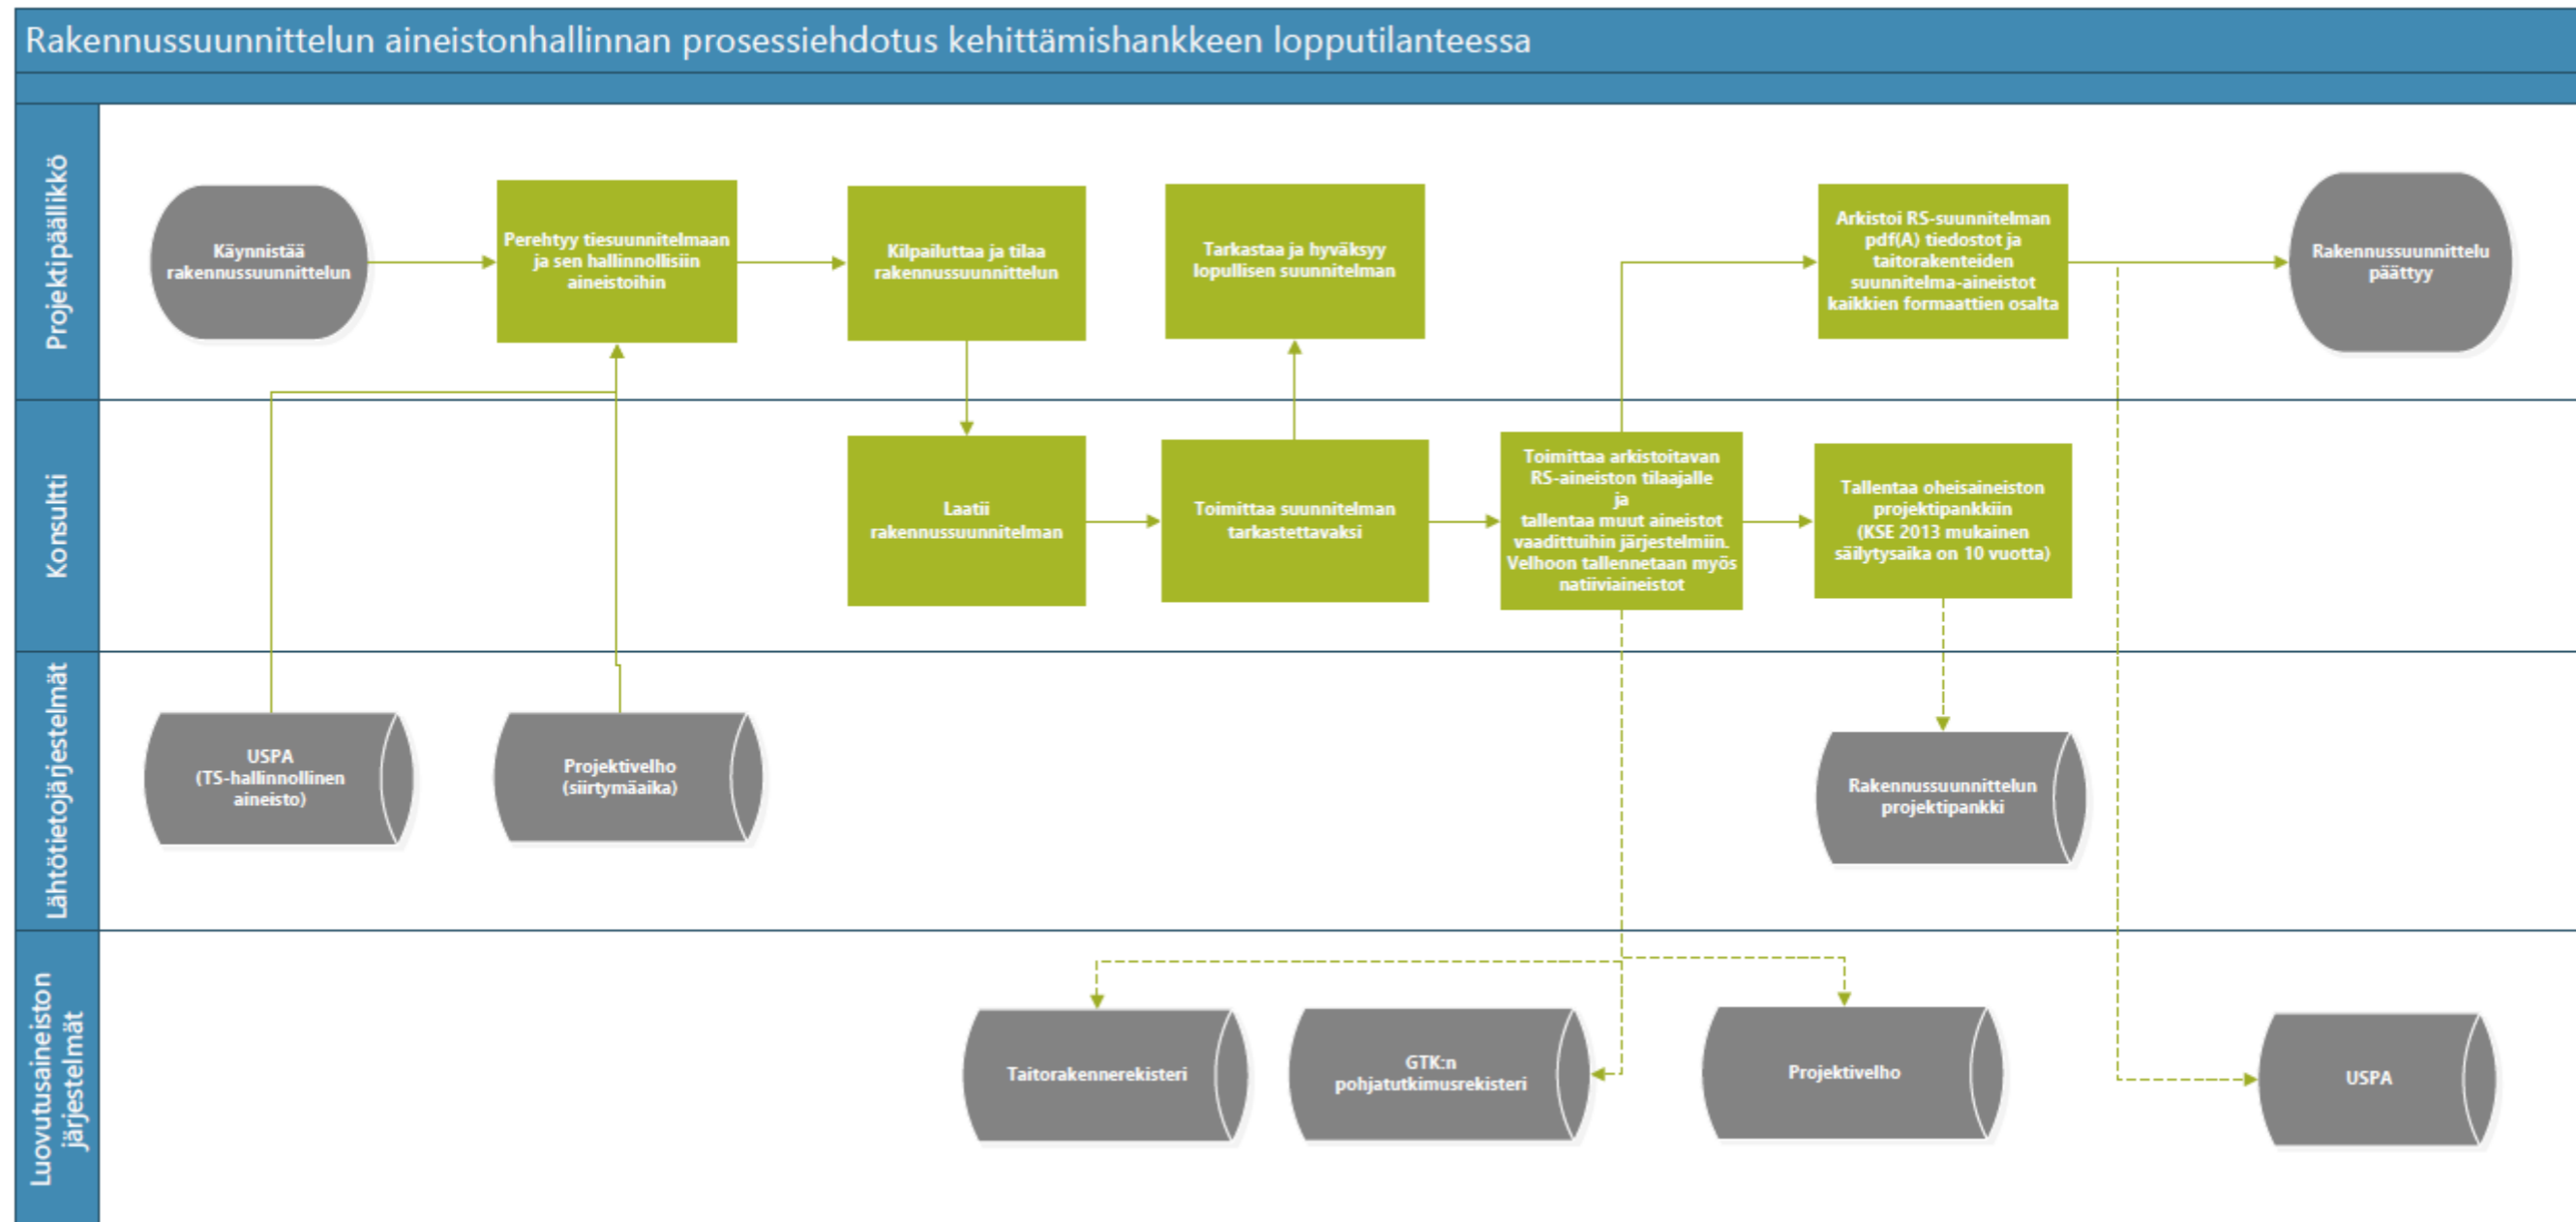 Rakennussuunnittelun aineistonhallinnan prosessiehdotus kehittämishankkeen lopputilanteessa
Projektipäällikkö
Käynnistää
rakennussuunnittelun
Perehtyy tiesuunnitelmaan
ja sen hallinnollisiin
aineistoihin
Kilpailuttaa ja tilaa
rakennussuunnittelun
Tarkastaa ja hyväksyy
lopullisen suunnitelman
Arkistoi RS-suunnitelman
pdf(A) tiedostot ja
taitorakenteiden
suunnitelma-aineistot
kaikkien formaattien osalta
Rakennussuunnittelu
päättyy
Konsultti
Laatii
rakennussuunnitelman
Toimittaa suunnitelman
tarkastettavaksi
Toimittaa arkistoitavan
RS-aineiston tilaajalle
ja
tallentaa muut aineistot
vaadittuihin järjestelmiin.
Velhoon tallennetaan myös
natiiviaineistot
Tallentaa oheisaineiston
projektipankkiin
(KSE 2013 mukainen
säilytysaika on 10 vuotta)
Lähtötietojärjestelmät
USPA
(TS-hallinnollinen
aineisto)
Projektivelho
(siirtymäaika)
Rakennussuunnittelun
projektipankki
Luovutusaineiston
järjestelmät
Taitorakennerekisteri
GTK:n
pohjatutkimusrekisteri
Projektivelho
USPA